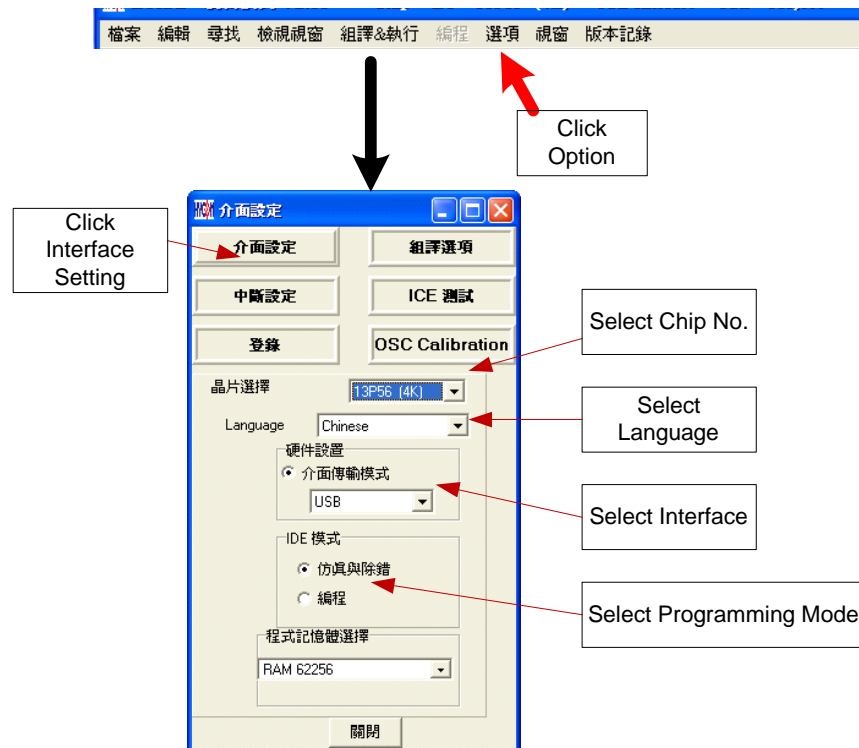 檔案 編輯 尋找 檢視視窗 組譯&執行 編程 選項 視窗 版本記錄
Click
Option
介面設定
Click
Interface
Setting
介面設定 組譯選項
中斷設定 ICE 測試
登錄 OSC Calibration
Select Chip No.
晶片選擇 13P56 (4K)
Select
Language
Language Chinese
硬件設置
介面傳輸模式
USB
Select Interface
IDE 模式
仿真與除錯
編程
Select Programming Mode
程式記憶體選擇
RAM 62256
關閉